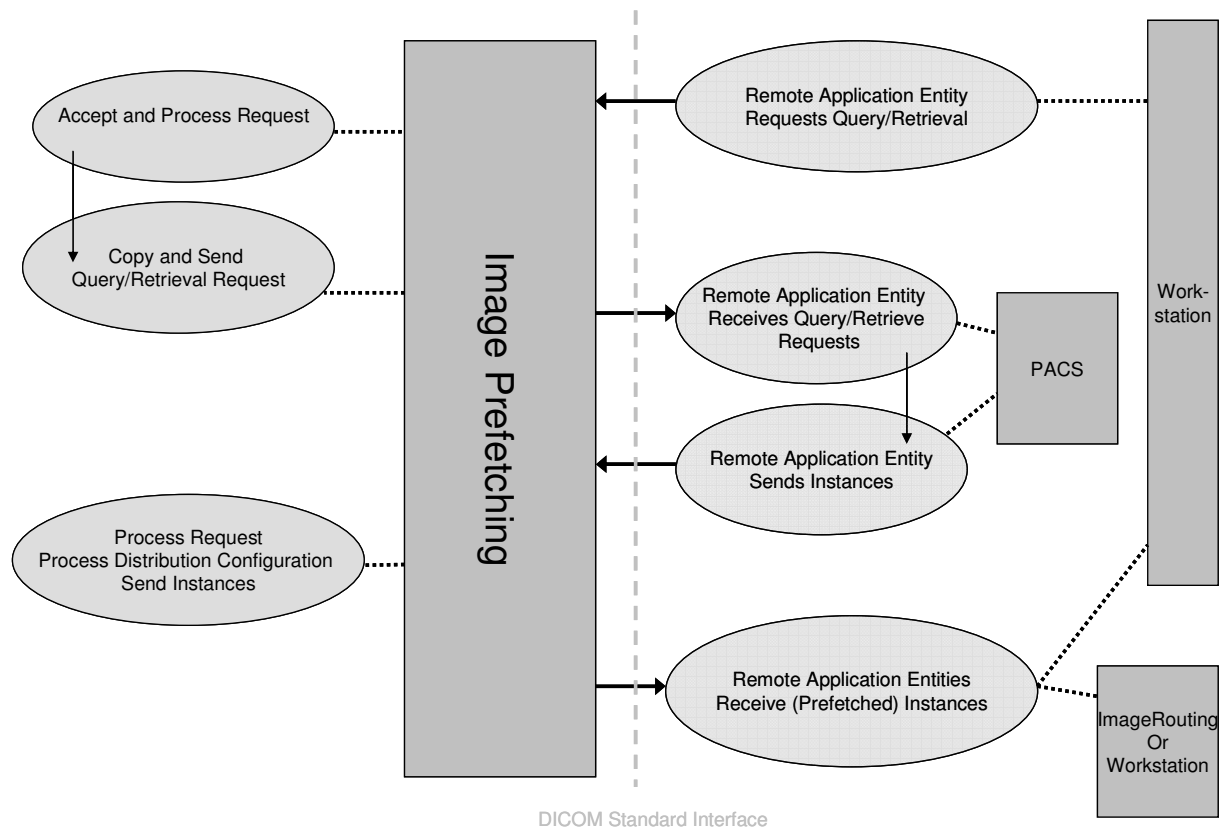 Accept and Process Request
Copy and Send
Query/Retrieval Request
Process Request
Process Distribution Configuration
Send Instances
Image Prefetching
Remote Application Entity
Requests Query/Retrieval
Remote Application Entity
Receives Query/Retrieve
Requests
Remote Application Entity
Sends Instances
Remote Application Entities
Receive (Prefetched) Instances
PACS
Work-
station
ImageRouting
Or
Workstation
DICOM Standard Interface